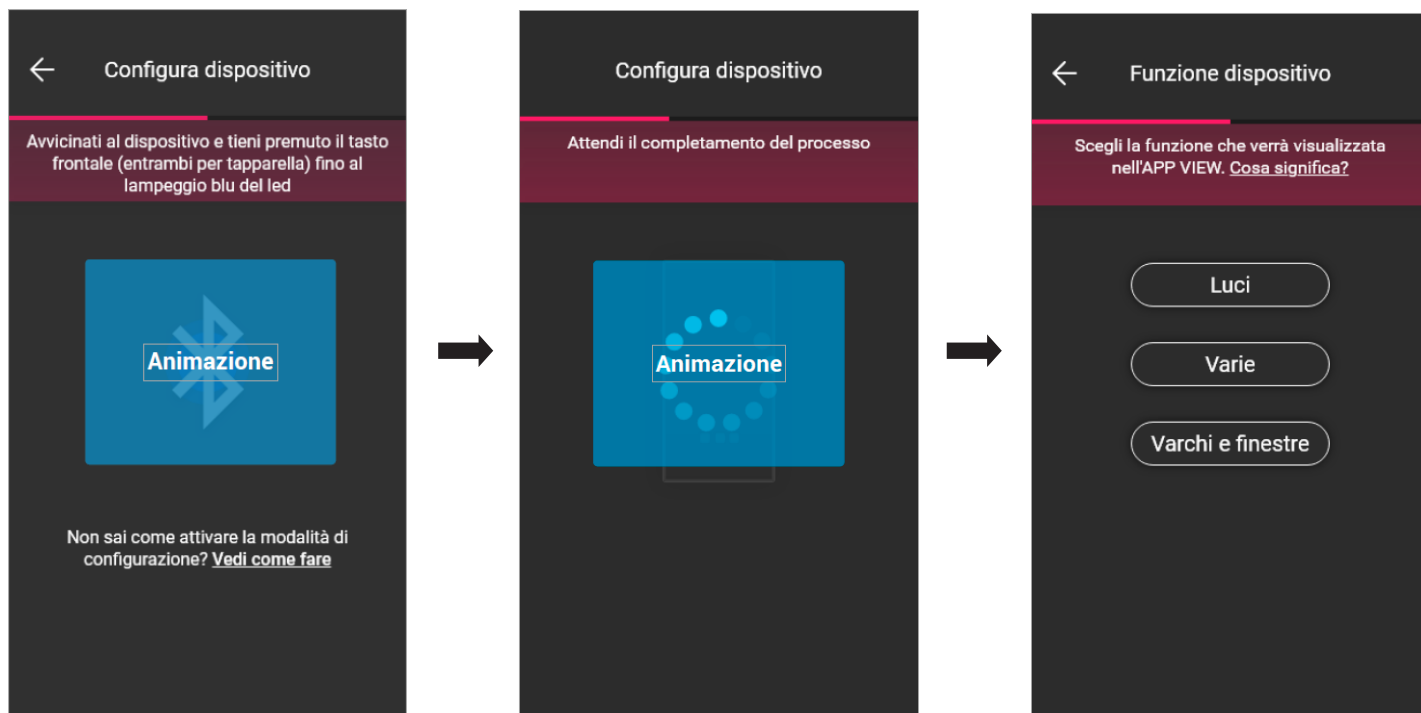 Configura dispositivo
Avvicinati al dispositivo e tieni premuto il tasto
frontale (entrambi per tapparella) fino al
lampeggio blu del led
Animazione
Non sai come attivare la modalità di
configurazione? Vedi come fare
Configura dispositivo
Attendi il completamento del processo
Animazione
Funzione dispositivo
Scegli la funzione che verrà visualizzata
nell'APP VIEW. Cosa significa?
Luci
Varie
Varchi e finestre